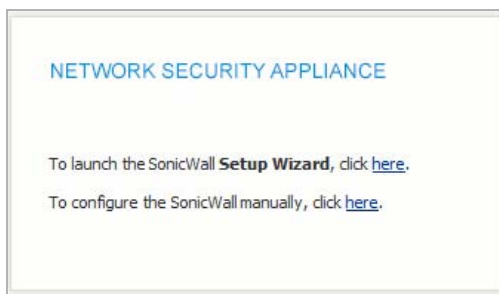 NETWORK SECURITY APPLIANCE
To launch the SonicWall Setup Wizard, click here.
To configure the SonicWall manually, click here.